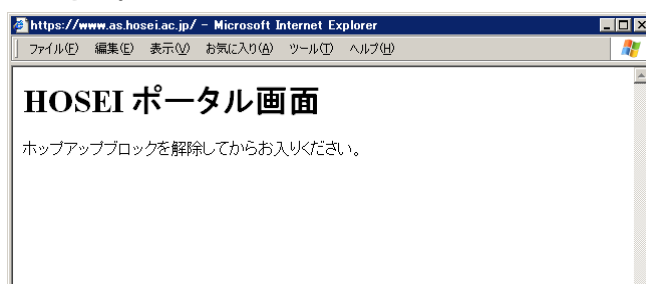 https://www.as.hosei.ac.jp/ - Microsoft Internet Explorer
ファイル(F) 編集(E) 表示(V) お気に入り(A) ツール(T) ヘルプ(H)
HOSEI ポータル画面
ホップアップブロックを解除してからお入りください。